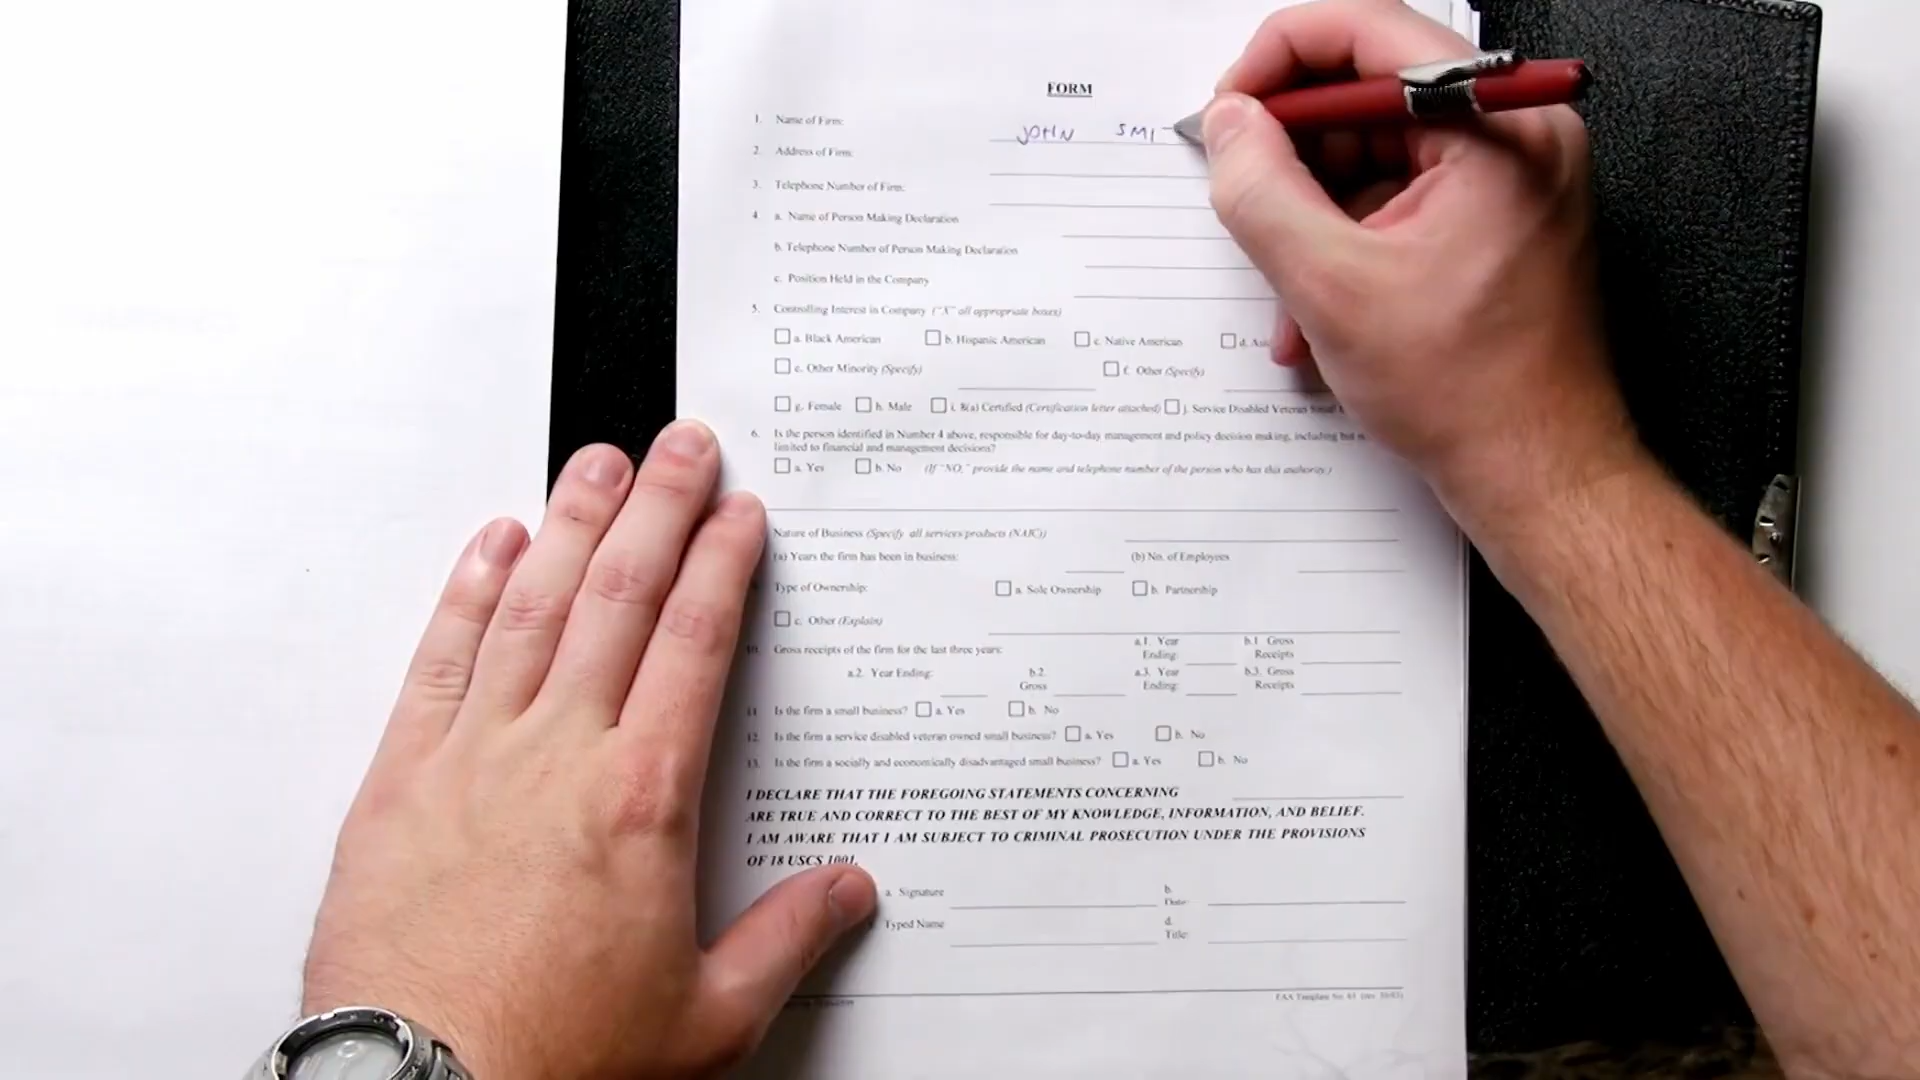 FORM
1. Name of Firm: JOHN SMIT
2. Address of Firm:
3. Telephone Number of Firm:
4. a. Name of Person Making Declaration
b. Telephone Number of Person Making Declaration
c. Position Held in the Company
5. Controlling Interest in Company ("X" all appropriate boxes)
a. Black American b. Hispanic American c. Native American d.
e. Other Minority (Specify) f. Other (Specify)
g. Female h. Male i. 8(a) Certified (Certification letter attached) j. Service Disabled Veteran Small
6. Is the person identified in Number 4 above, responsible for day-to-day management and policy decision making, including but
limited to financial and management decisions?
a. Yes b. No (If "NO," provide the name and telephone number of the person who has this authority.)
Nature of Business (Specify all services/products (NAIC))
(a) Years the firm has been in business: (b) No. of Employees
Type of Ownership: a. Sole Ownership b. Partnership
c. Other (Explain)
10. Gross receipts of the firm for the last three years: a.1. Year Ending: b.1 Gross Receipts
a.2. Year Ending: b.2. Gross a.3. Year Ending: b.3. Gross Receipts
11. Is the firm a small business? a. Yes b. No
12. Is the firm a service disabled veteran owned small business? a. Yes b. No
13. Is the firm a socially and economically disadvantaged small business? a. Yes b. No
I DECLARE THAT THE FOREGOING STATEMENTS CONCERNING
ARE TRUE AND CORRECT TO THE BEST OF MY KNOWLEDGE, INFORMATION, AND BELIEF.
I AM AWARE THAT I AM SUBJECT TO CRIMINAL PROSECUTION UNDER THE PROVISIONS
OF 18 USCS 1001.
a. Signature b. Date:
Typed Name d. Title: